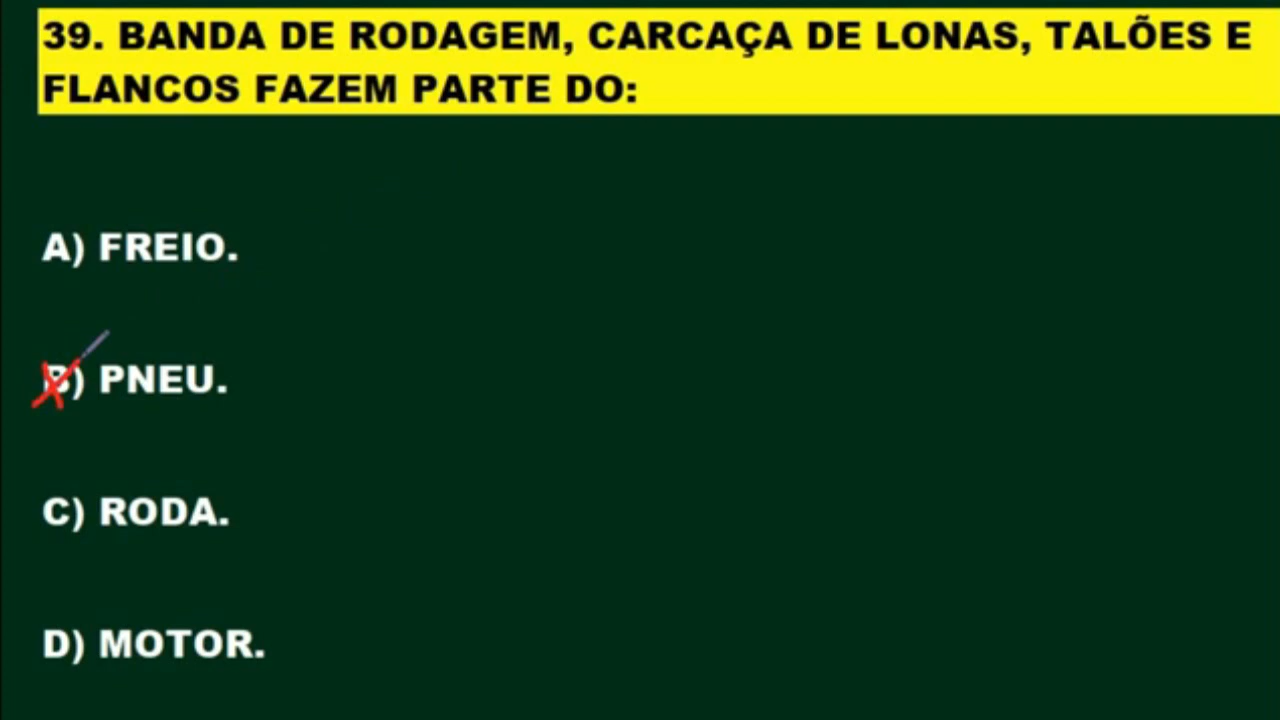 39. BANDA DE RODAGEM, CARCAÇA DE LONAS, TALÕES E
FLANCOS FAZEM PARTE DO:
A) FREIO.
B) PNEU.
C) RODA.
D) MOTOR.